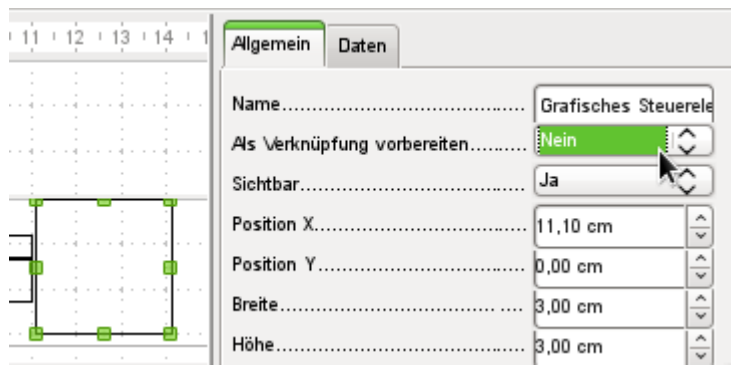 11 12 13 14 1
Allgemein Daten
Name.............................. Grafisches Steuerele
Als Verknüpfung vorbereiten.......... Nein
Sichtbar.............................. Ja
Position X.............................. 11,10 cm
Position Y.............................. 0,00 cm
Breite.............................. .... 3,00 cm
Höhe.............................. 3,00 cm